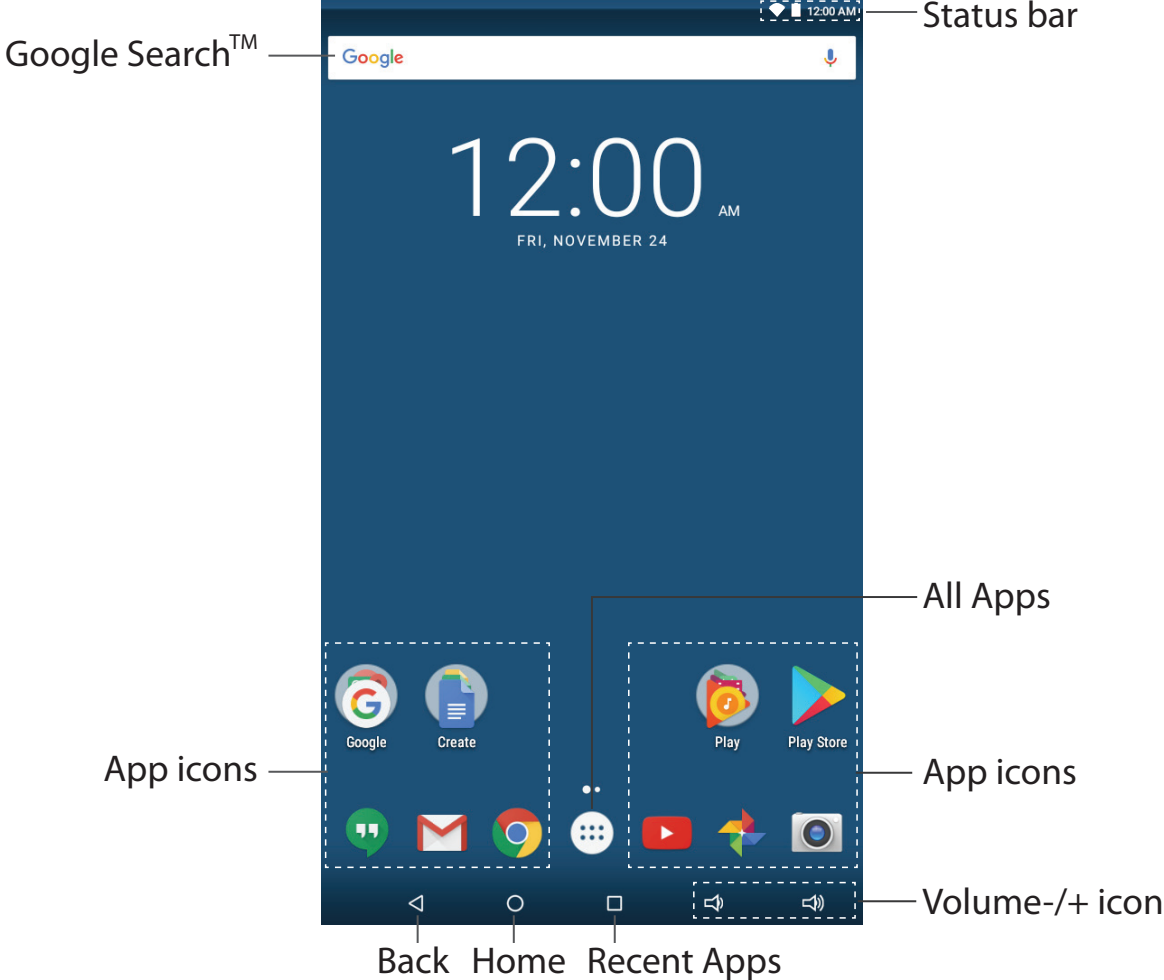 12:00 AM
Status bar
Google Search™
Google
12:00 AM
FRI, NOVEMBER 24
All Apps
Google
Create
Play
Play Store
App icons
App icons
Volume-/+ icon
Back
Home
Recent Apps